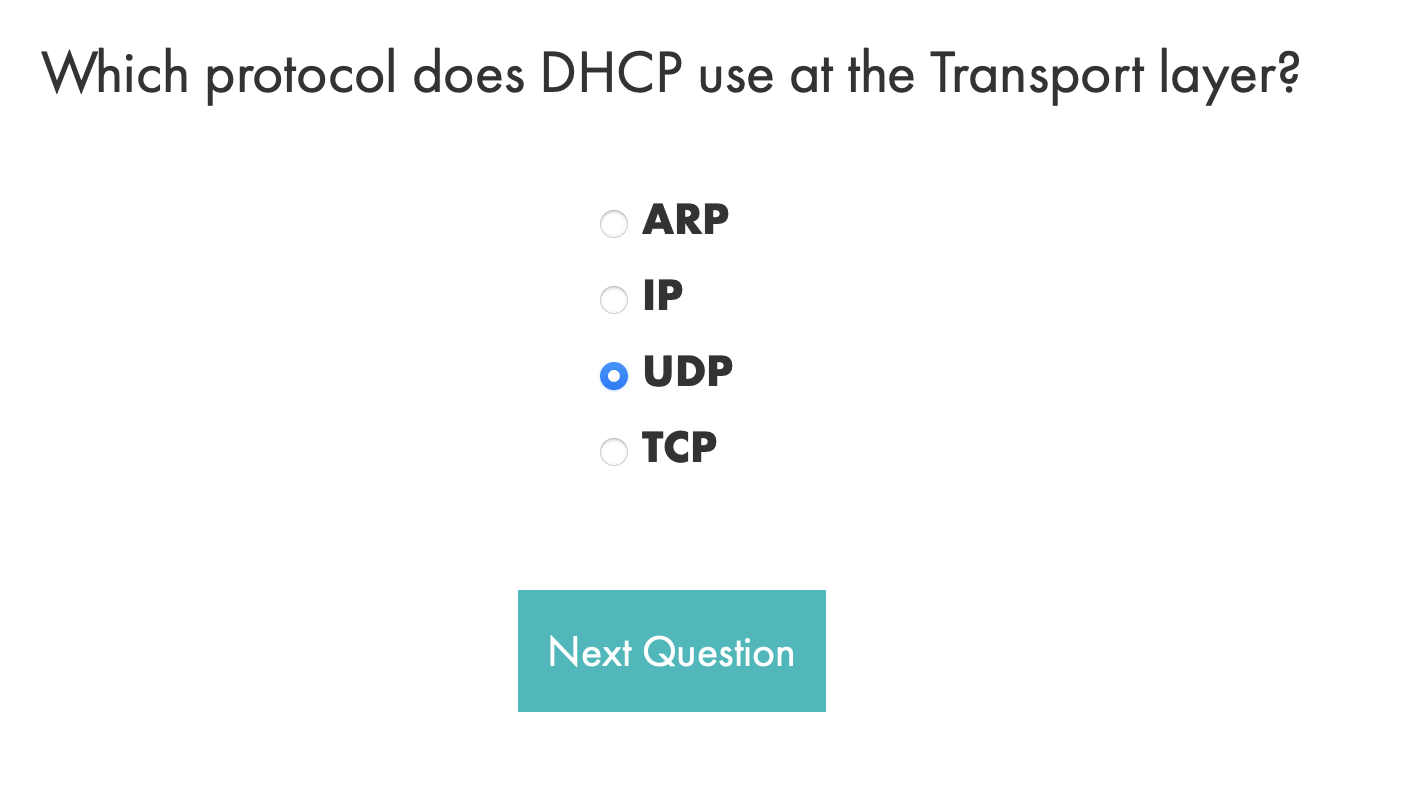 Which protocol does DHCP use at the Transport layer?
ARP
IP
UDP
TCP
Next Question